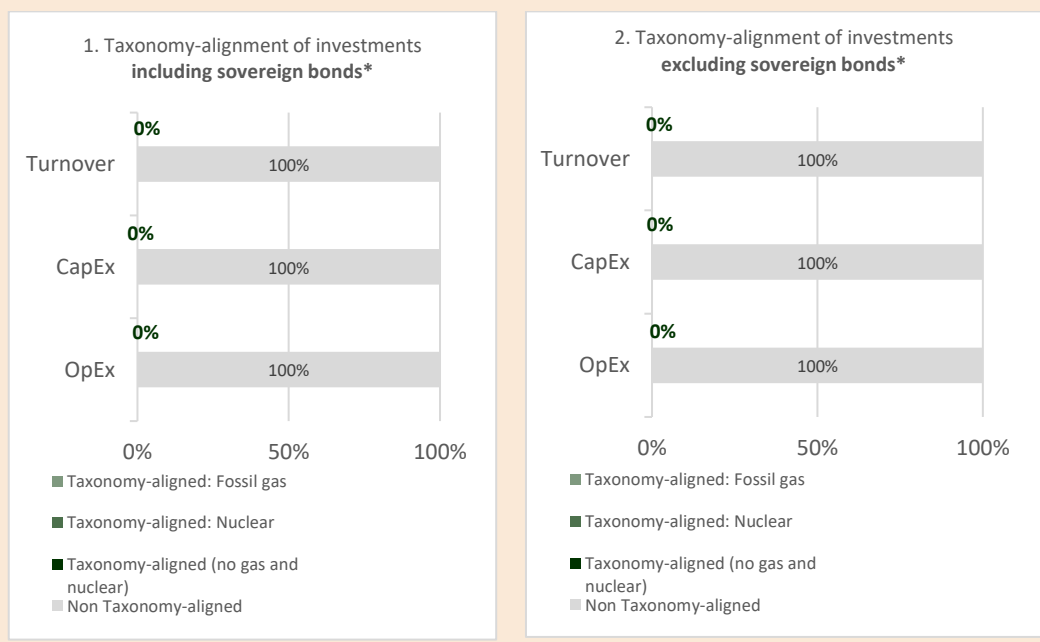 1. Taxonomy-alignment of investments
including sovereign bonds*
0%
Turnover
100%
0%
CapEx
100%
0%
OpEx
100%
0% 50% 100%
Taxonomy-aligned: Fossil gas
Taxonomy-aligned: Nuclear
Taxonomy-aligned (no gas and
nuclear)
Non Taxonomy-aligned
2. Taxonomy-alignment of investments
excluding sovereign bonds*
0%
Turnover
100%
0%
CapEx
100%
0%
OpEx
100%
0% 50% 100%
Taxonomy-aligned: Fossil gas
Taxonomy-aligned: Nuclear
Taxonomy-aligned (no gas and
nuclear)
Non Taxonomy-aligned